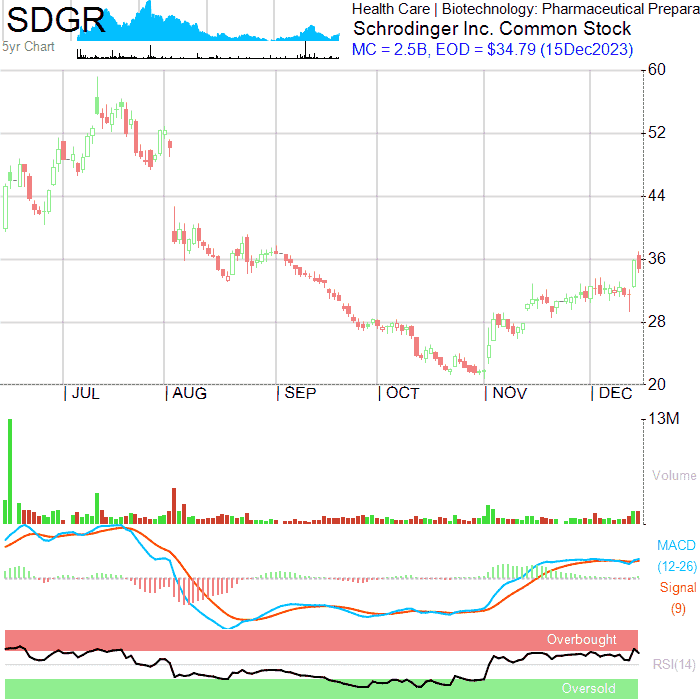 SDGR
5yr Chart
Health Care | Biotechnology: Pharmaceutical Prepara
Schrodinger Inc. Common Stock
MC = 2.5B, EOD = $34.79 (15Dec2023)
60
52
44
36
28
20
| JUL | AUG | SEP | OCT | NOV | DEC
13M
Volume
MACD
(12-26)
Signal
(9)
Overbought
RSI(14)
Oversold